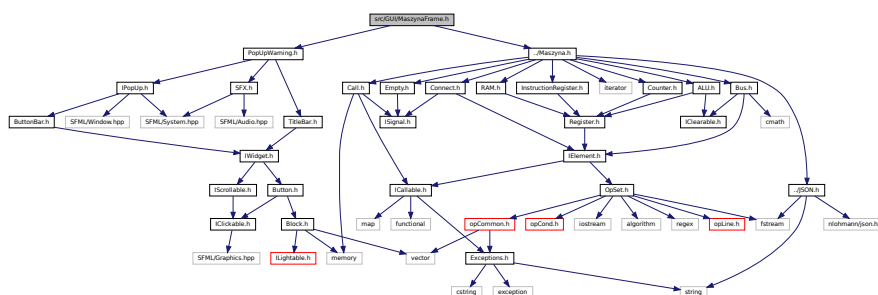 src/GUI/MaszynaFrame.h
PopUpWarning.h
../Maszyna.h
IPopUp.h
SFX.h
Call.h
Empty.h
Connect.h
RAM.h
InstructionRegister.h
iterator
Counter.h
ALU.h
Bus.h
ButtonBar.h
SFML/Window.hpp
SFML/System.hpp
SFML/Audio.hpp
TitleBar.h
ISignal.h
Register.h
IClearable.h
cmath
IWidget.h
IElement.h
IScrollable.h
Button.h
ICallable.h
OpSet.h
../JSON.h
IClickable.h
Block.h
map
functional
opCommon.h
opCond.h
iostream
algorithm
regex
opLine.h
fstream
nlohmann/json.h
SFML/Graphics.hpp
ILightable.h
memory
vector
Exceptions.h
cstring
exception
string